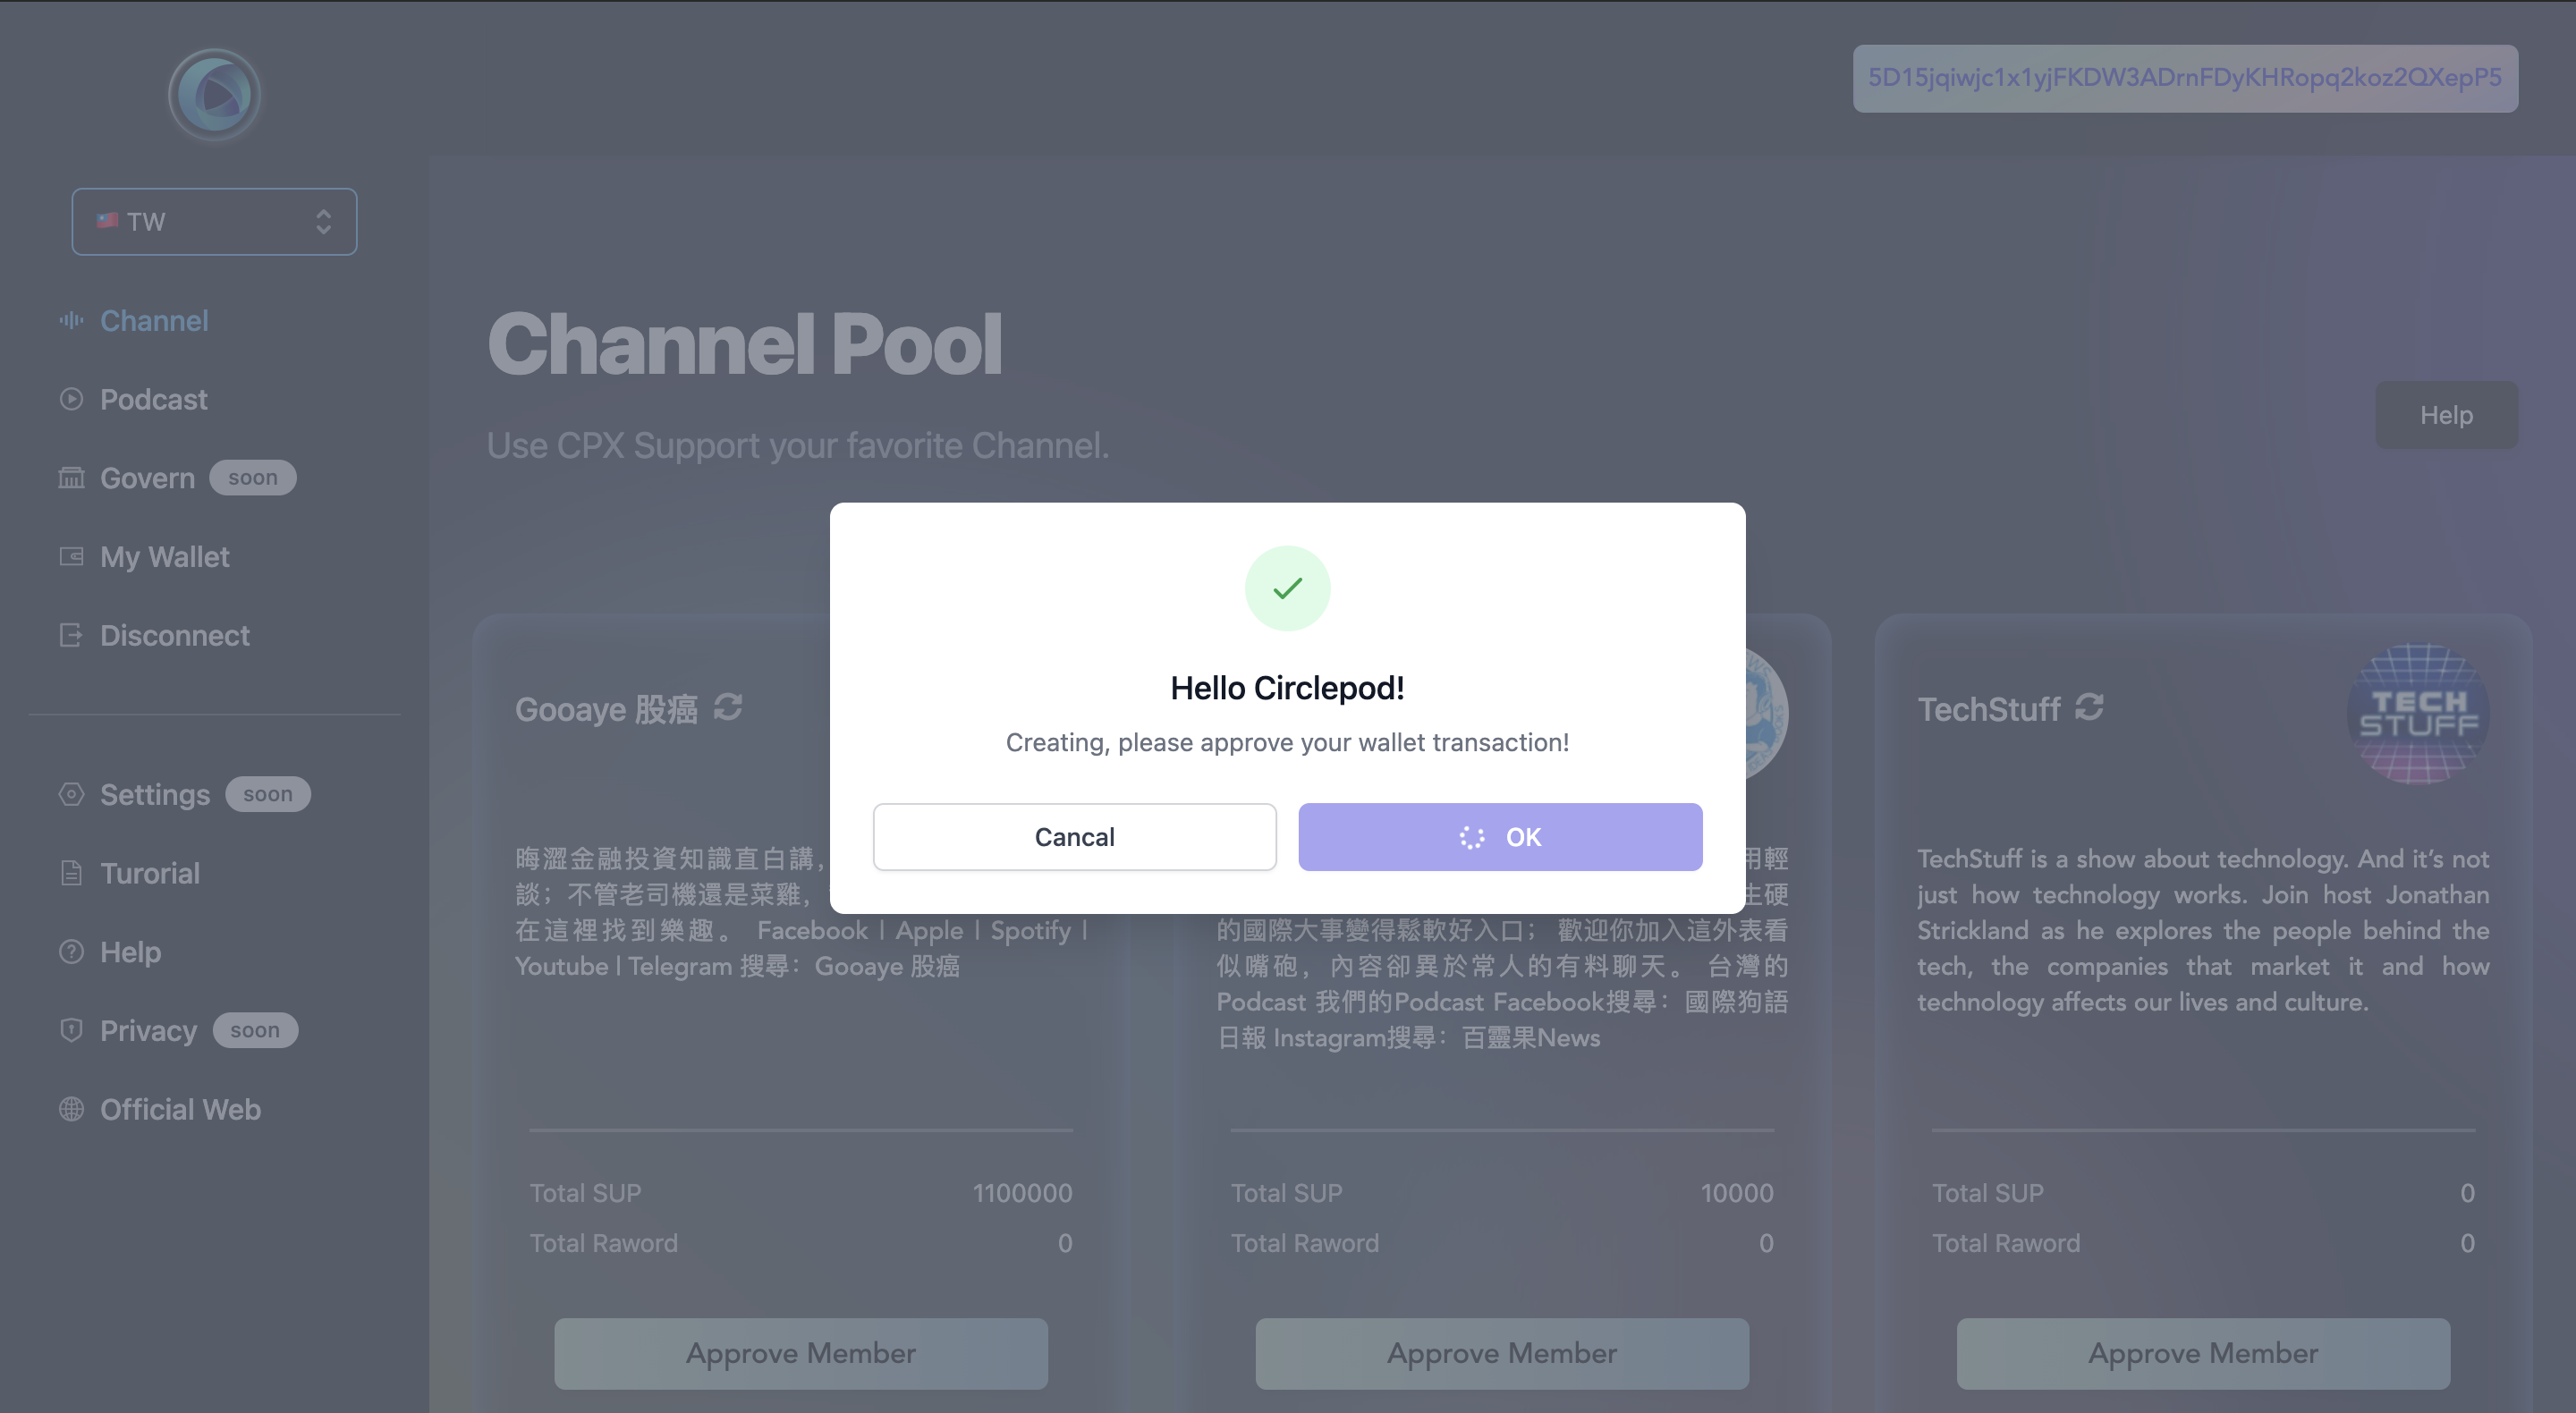 5D15jqiwjc1x1yjFKDW3ADrnFDyKHRopq2koz2QXepP5
TW
Channel
Podcast
Govern soon
My Wallet
Disconnect
Settings soon
Turorial
Help
Privacy soon
Official Web
Channel Pool
Use CPX Support your favorite Channel.
Help
Hello Circlepod!
Creating, please approve your wallet transaction!
Cancal
OK
Gooaye 股癌
晦澀金融投資知識直白講,
談；不管老司機還是菜雞,
在這裡找到樂趣。 Facebook | Apple | Spotify |
Youtube | Telegram 搜尋：Gooaye 股癌
Total SUP 1100000
Total Raword 0
Approve Member
用輕
生硬
的國際大事變得鬆軟好入口； 歡迎你加入這外表看
似嘴砲，內容卻異於常人的有料聊天。 台灣的
Podcast 我們的Podcast Facebook搜尋：國際狗語
日報 Instagram搜尋：百靈果News
Total SUP 10000
Total Raword 0
Approve Member
TechStuff
TECH
STUFF
TechStuff is a show about technology. And it’s not
just how technology works. Join host Jonathan
Strickland as he explores the people behind the
tech, the companies that market it and how
technology affects our lives and culture.
Total SUP 0
Total Raword 0
Approve Member